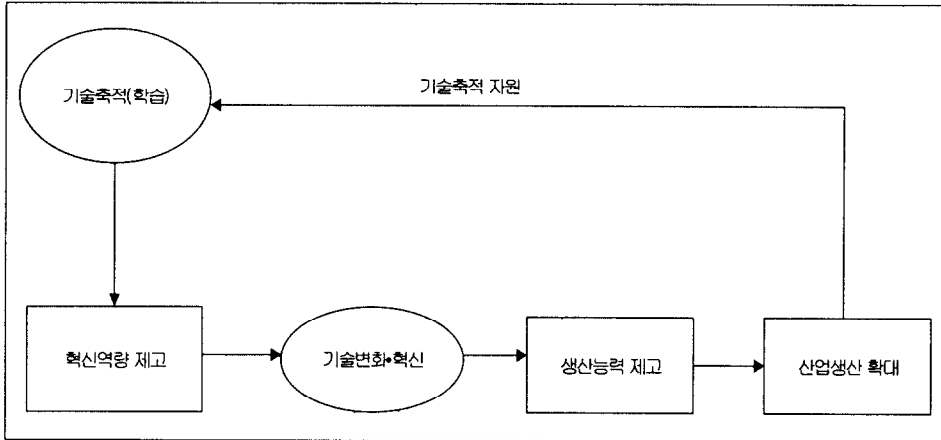 기술축적(학습)
기술축적 자원
혁신역량 제고
기술변화•혁신
생산능력 제고
산업생산 확대